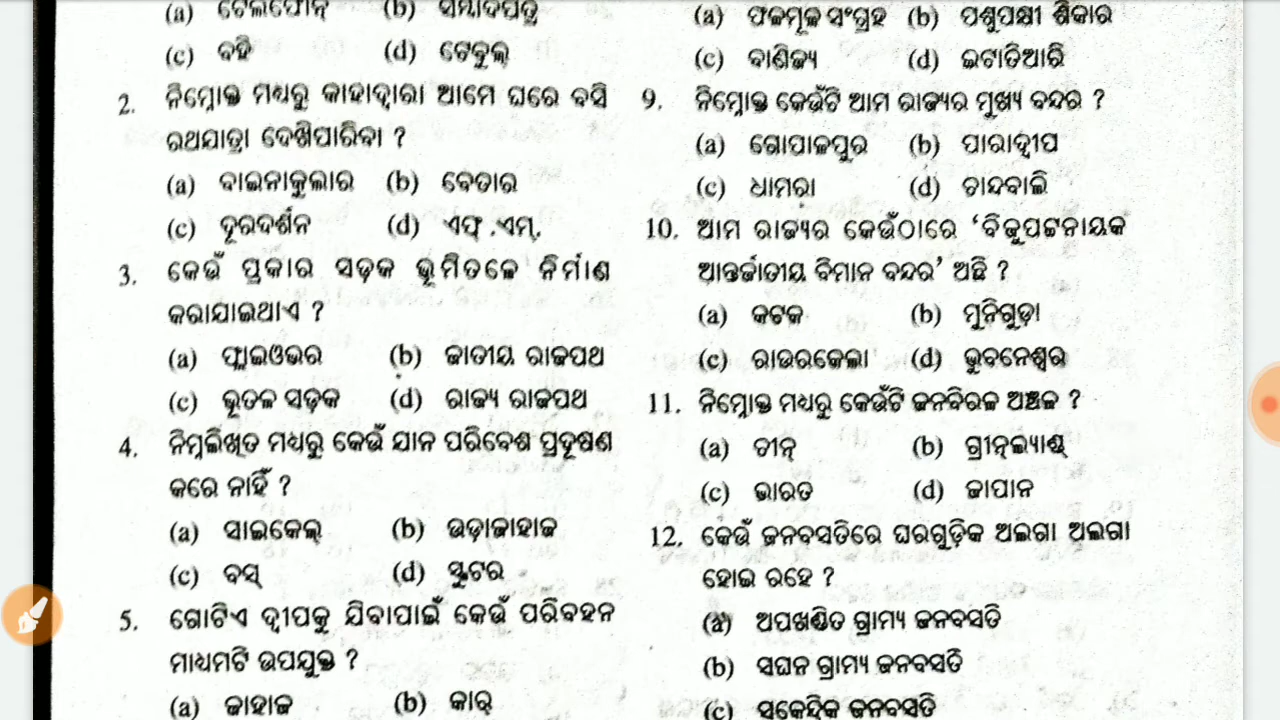 (a) ଟେଲିଫୋନ୍ (b) ସମ୍ବାଦପତ୍ର
(c) ବହି (d) ଟେବୁଲ୍
2. ନିମ୍ନୋକ୍ତ ମଧ୍ୟରୁ କାହାଦ୍ୱାରା ଆମେ ଘରେ ବସି
ରଥଯାତ୍ରା ଦେଖିପାରିବା ?
(a) ବାଇନାକୁଲାର (b) ବେତାର
(c) ଦୂରଦର୍ଶନ (d) ଏଫ୍.ଏମ୍.
3. କେଉଁ ପ୍ରକାର ସଡ଼କ ଭୂମିତଳେ ନିର୍ମାଣ
କରାଯାଇଥାଏ ?
(a) ଫ୍ଲାଇଓଭର (b) ଜାତୀୟ ରାଜପଥ
(c) ଭୂତଳ ସଡ଼କ (d) ରାଜ୍ୟ ରାଜପଥ
4. ନିମ୍ନଲିଖିତ ମଧ୍ୟରୁ କେଉଁ ଯାନ ପରିବେଶ ପ୍ରଦୂଷଣ
କରେ ନାହିଁ ?
(a) ସାଇକେଲ୍ (b) ଉଡ଼ାଜାହାଜ
(c) ବସ୍ (d) ସ୍କୁଟର
5. ଗୋଟିଏ ଦ୍ୱୀପକୁ ଯିବାପାଇଁ କେଉଁ ପରିବହନ
ମାଧ୍ୟମଟି ଉପଯୁକ୍ତ ?
(a) ଜାହାଜ (b) କାର୍
(a) ଫଳମୂଳ ସଂଗ୍ରହ (b) ପଶୁପକ୍ଷୀ ଶିକାର
(c) ବାଣିଜ୍ୟ (d) ଇଟାତିଆରି
9. ନିମ୍ନୋକ୍ତ କେଉଁଟି ଆମ ରାଜ୍ୟର ମୁଖ୍ୟ ବନ୍ଦର ?
(a) ଗୋପାଳପୁର (b) ପାରାଦ୍ୱୀପ
(c) ଧାମରା (d) ଚାନ୍ଦବାଲି
10. ଆମ ରାଜ୍ୟର କେଉଁଠାରେ ‘ବିଜୁପଟ୍ଟନାୟକ
ଆନ୍ତର୍ଜାତୀୟ ବିମାନ ବନ୍ଦର’ ଅଛି ?
(a) କଟକ (b) ମୁନିଗୁଡ଼ା
(c) ରାଉରକେଲା (d) ଭୁବନେଶ୍ୱର
11. ନିମ୍ନୋକ୍ତ ମଧ୍ୟରୁ କେଉଁଟି ଜନବିରଳ ଅଞ୍ଚଳ ?
(a) ଚୀନ୍ (b) ଗ୍ରୀନ୍‌ଲ୍ୟାଣ୍ଡ୍
(c) ଭାରତ (d) ଜାପାନ
12. କେଉଁ ଜନବସତିରେ ଘରଗୁଡ଼ିକ ଅଲଗା ଅଲଗା
ହୋଇ ରହେ ?
(a) ଅପଖଣ୍ଡିତ ଗ୍ରାମ୍ୟ ଜନବସତି
(b) ସଘନ ଗ୍ରାମ୍ୟ ଜନବସତି
(c) ସକେନ୍ଦ୍ରିକ ଜନବସତି